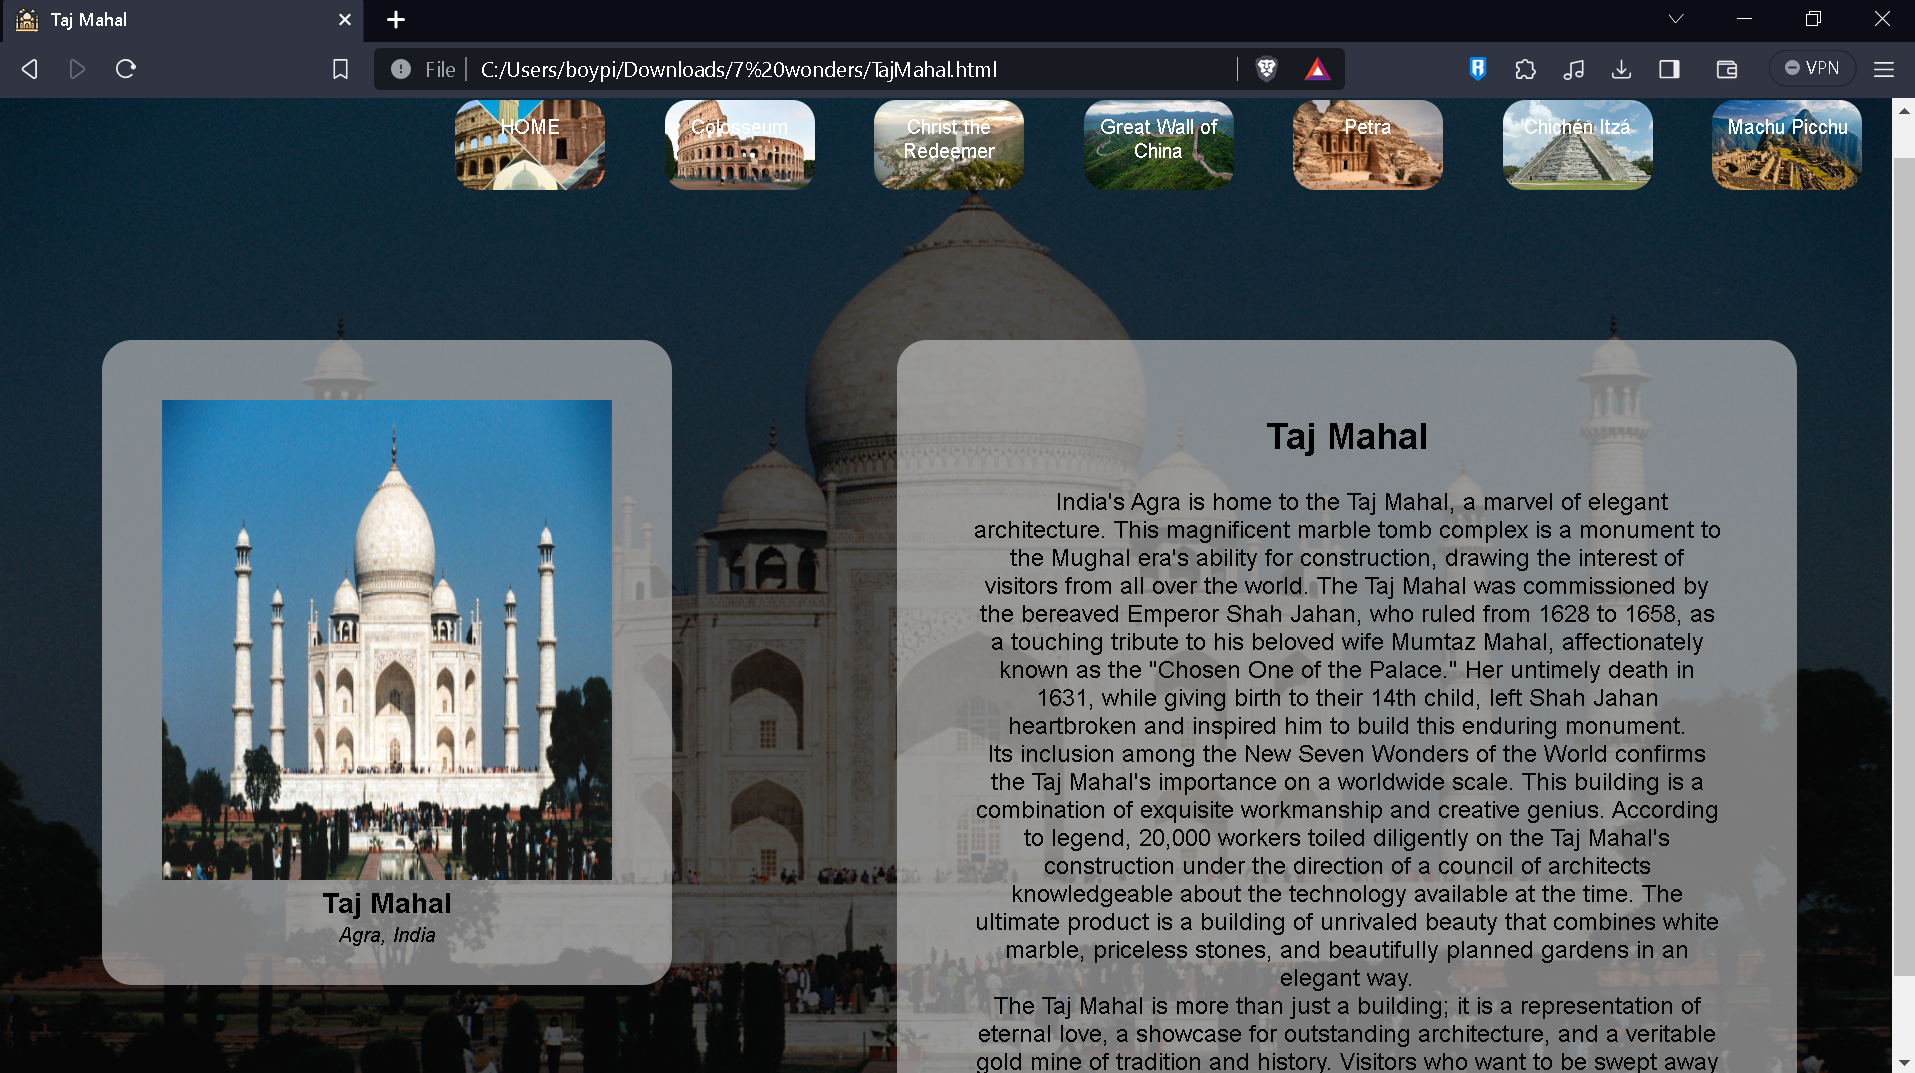 Taj Mahal
File
C:/Users/boypi/Downloads/7%20wonders/TajMahal.html
VPN
HOME
Colosseum
Christ the
Redeemer
Great Wall of
China
Petra
Chichén Itzá
Machu Picchu
Taj Mahal
Agra, India
Taj Mahal
India's Agra is home to the Taj Mahal, a marvel of elegant
architecture. This magnificent marble tomb complex is a monument to
the Mughal era's ability for construction, drawing the interest of
visitors from all over the world. The Taj Mahal was commissioned by
the bereaved Emperor Shah Jahan, who ruled from 1628 to 1658, as
a touching tribute to his beloved wife Mumtaz Mahal, affectionately
known as the "Chosen One of the Palace." Her untimely death in
1631, while giving birth to their 14th child, left Shah Jahan
heartbroken and inspired him to build this enduring monument.
Its inclusion among the New Seven Wonders of the World confirms
the Taj Mahal's importance on a worldwide scale. This building is a
combination of exquisite workmanship and creative genius. According
to legend, 20,000 workers toiled diligently on the Taj Mahal's
construction under the direction of a council of architects
knowledgeable about the technology available at the time. The
ultimate product is a building of unrivaled beauty that combines white
marble, priceless stones, and beautifully planned gardens in an
elegant way.
The Taj Mahal is more than just a building; it is a representation of
eternal love, a showcase for outstanding architecture, and a veritable
gold mine of tradition and history. Visitors who want to be swept away